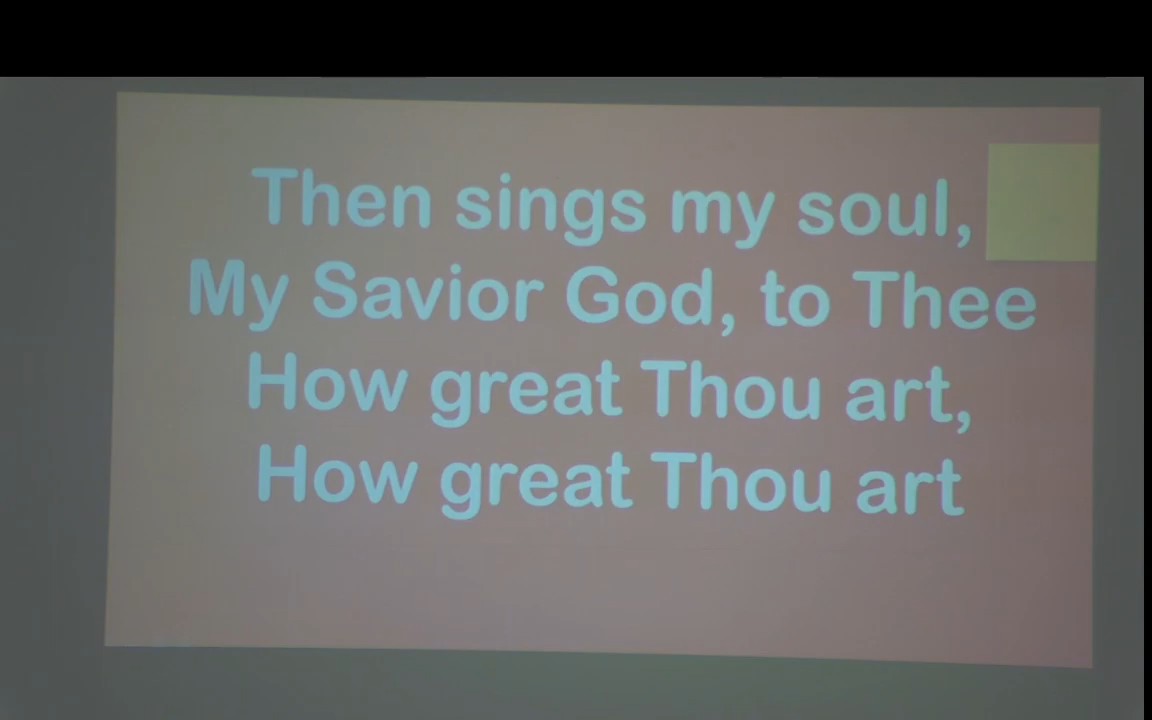 Then sings my soul,
My Savior God, to Thee
How great Thou art,
How great Thou art